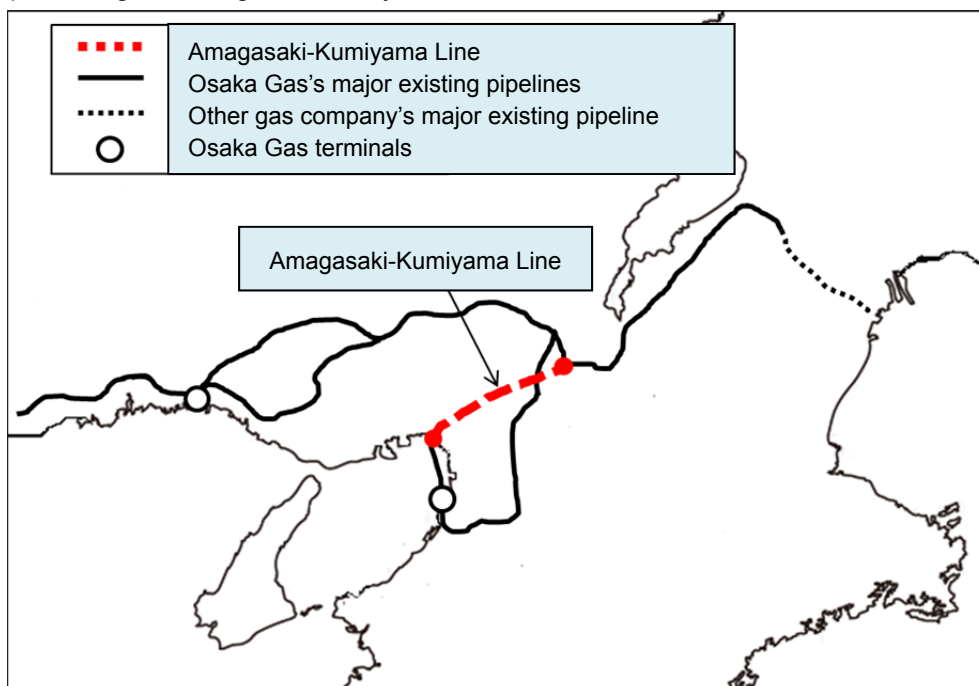 Amagasaki-Kumiyama Line
Osaka Gas’s major existing pipelines
Other gas company’s major existing pipeline
Osaka Gas terminals
Amagasaki-Kumiyama Line